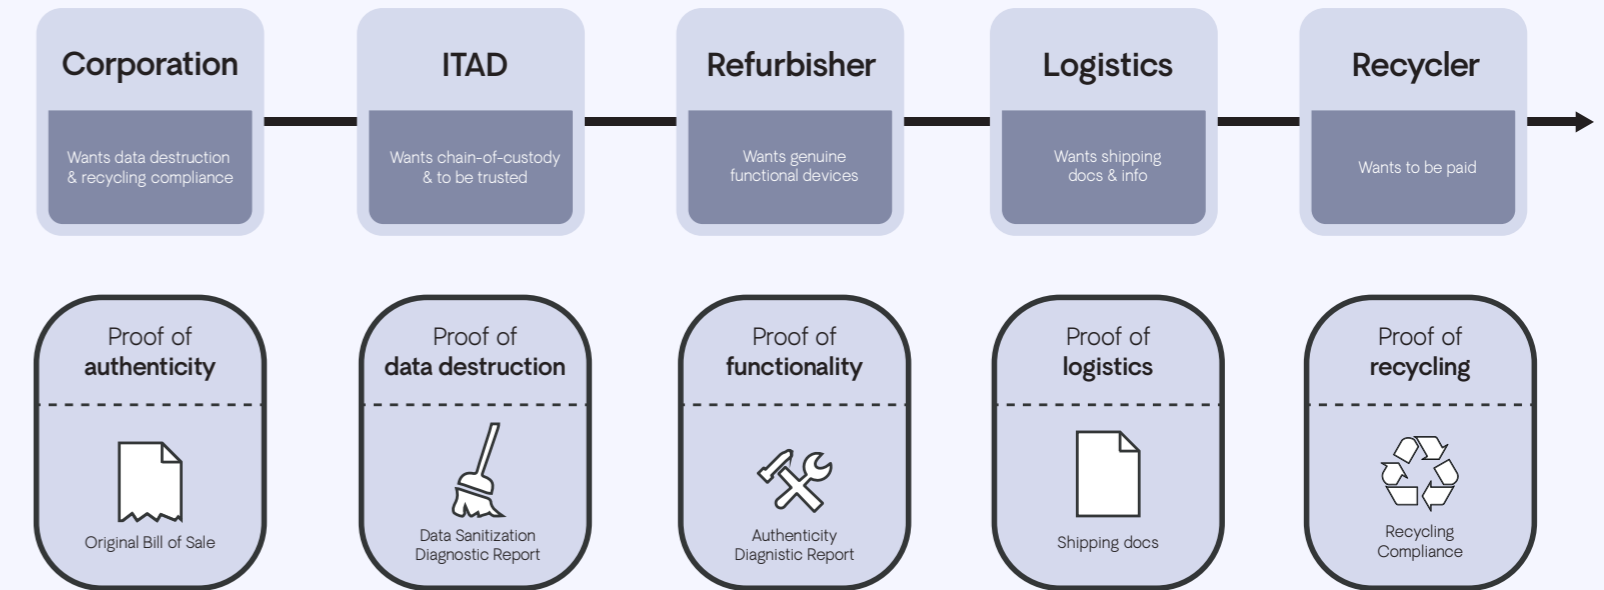 Corporation
Wants data destruction
& recycling compliance
ITAD
Wants chain-of-custody
& to be trusted
Refurbisher
Wants genuine
functional devices
Logistics
Wants shipping
docs & info
Recycler
Wants to be paid
Proof of
authenticity
Original Bill of Sale
Proof of
data destruction
Data Sanitization
Diagnostic Report
Proof of
functionality
Authenticity
Diagnistic Report
Proof of
logistics
Shipping docs
Proof of
recycling
Recycling
Compliance